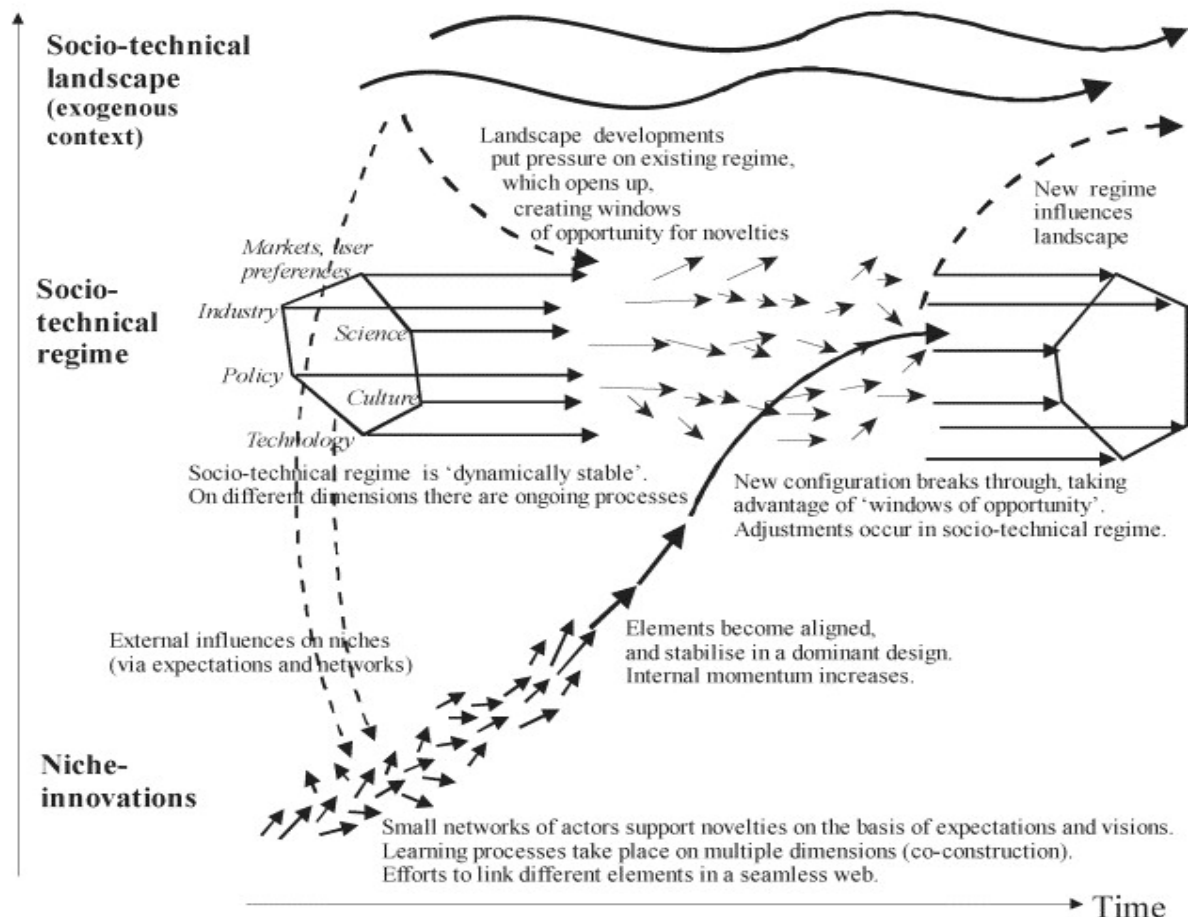 Socio-technical
landscape
(exogenous
context)
Landscape developments
put pressure on existing regime,
which opens up,
creating windows
of opportunity for novelties
New regime
influences
landscape
Markets, user
preferences
Socio-
technical
regime
Industry
Science
Policy
Culture
Technology
Socio-technical regime is ‘dynamically stable’.
On different dimensions there are ongoing processes
New configuration breaks through, taking
advantage of ‘windows of opportunity’.
Adjustments occur in socio-technical regime.
External influences on niches
(via expectations and networks)
Elements become aligned,
and stabilise in a dominant design.
Internal momentum increases.
Niche-
innovations
Small networks of actors support novelties on the basis of expectations and visions.
Learning processes take place on multiple dimensions (co-construction).
Efforts to link different elements in a seamless web.
Time